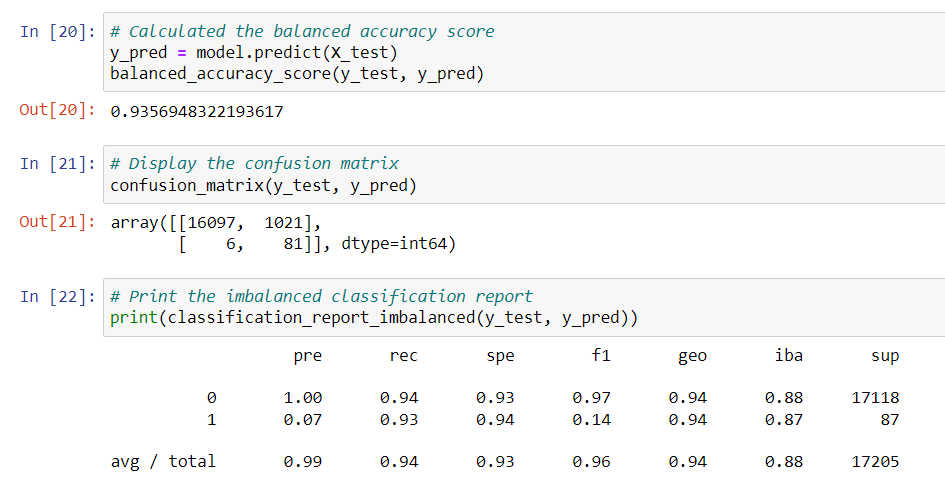 In [20]: # Calculated the balanced accuracy score
y_pred = model.predict(X_test)
balanced_accuracy_score(y_test, y_pred)
Out[20]: 0.9356948322193617
In [21]: # Display the confusion matrix
confusion_matrix(y_test, y_pred)
Out[21]: array([[16097,  1021],
       [    6,    81]], dtype=int64)
In [22]: # Print the imbalanced classification report
print(classification_report_imbalanced(y_test, y_pred))
pre rec spe f1 geo iba sup
0 1.00 0.94 0.93 0.97 0.94 0.88 17118
1 0.07 0.93 0.94 0.14 0.94 0.87 87
avg / total 0.99 0.94 0.93 0.96 0.94 0.88 17205